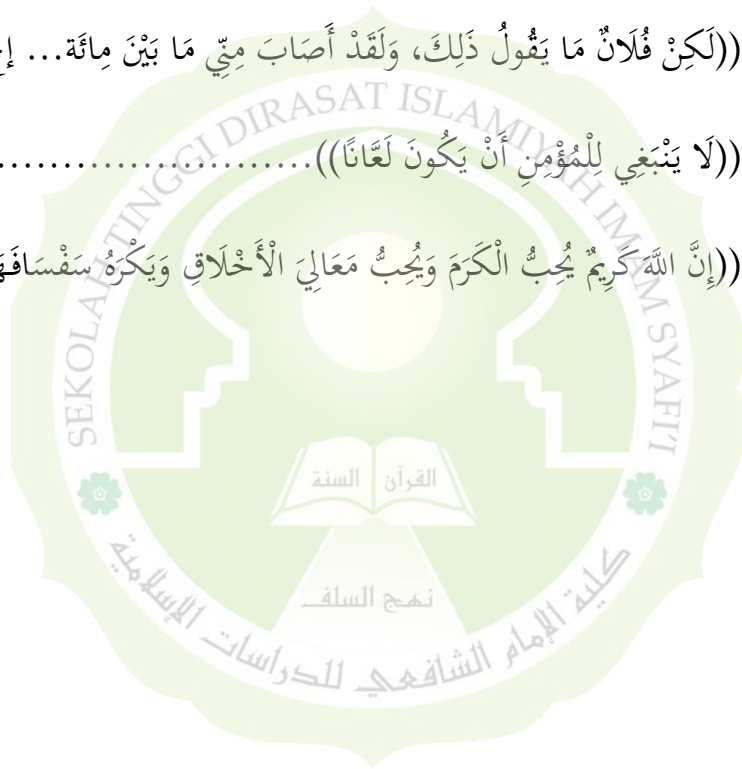 ((لَكِنْ فُلَانٌ مَا يَقُولُ ذَلِكَ، وَلَقَدْ أَصَابَ مِنِّي مَا بَيْنَ مِائَة... إ
((لَا يَنْبَغِي لِلْمُؤْمِنِ أَنْ يَكُونَ لَعَّانًا))........................
((إِنَّ اللَّهَ كَرِيمٌ يُحِبُّ الْكَرَمَ وَيُحِبُّ مَعَالِيَ الْأَخْلَاقِ وَيَكْرَهُ سَفْسَافَهَ
SEKOLAH TINGGI DIRASAT ISLAMIYAH IMAM SYAFI'I
القرآن السنة
نهج السلف
كلية الإمام الشافعي للدراسات الإسلامية